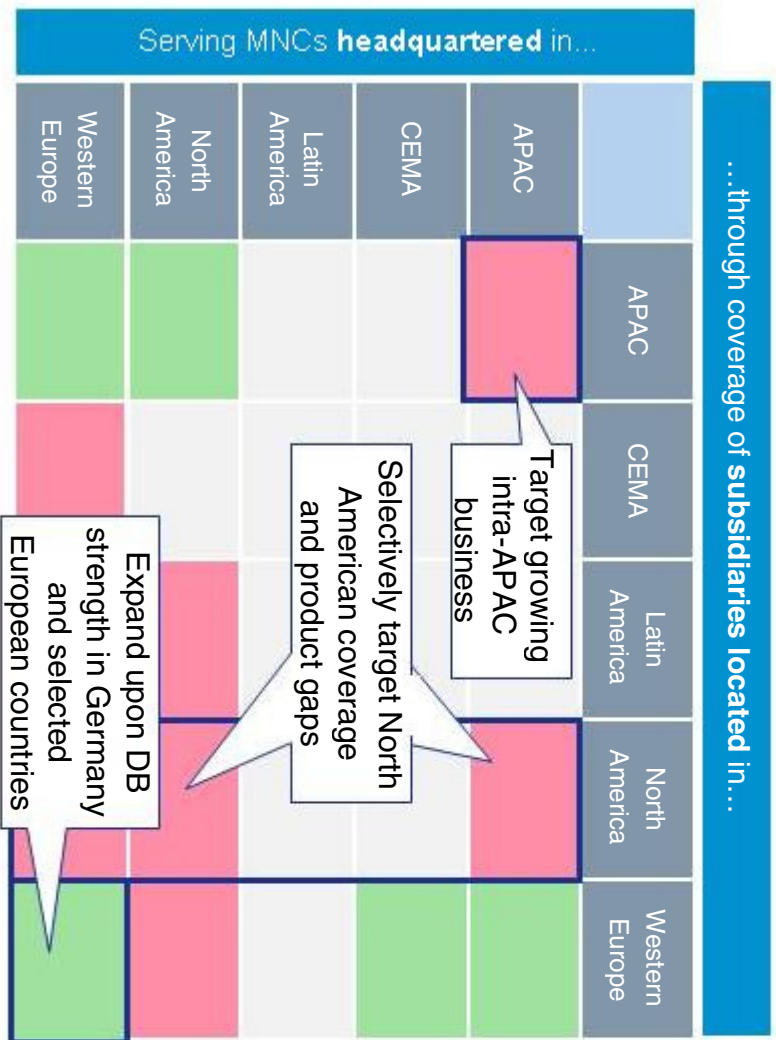 ...through coverage of subsidiaries located in...
Serving MNCs headquartered in...
APAC
CEMA
Latin
America
North
America
Western
Europe
APAC
CEMA
Latin
America
North
America
Western
Europe
Target growing
intra-APAC
business
Selectively target North
American coverage
and product gaps
Expand upon DB
strength in Germany
and selected
European countries